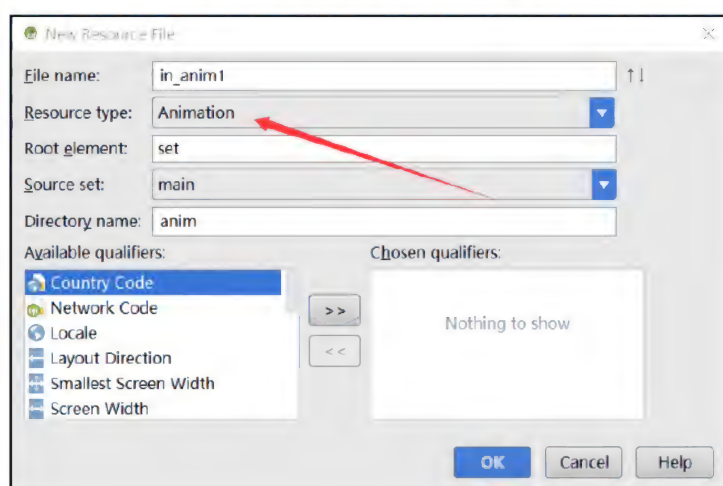 New Resource File
File name: in_anim1
Resource type: Animation
Root element: set
Source set: main
Directory name: anim
Available qualifiers:
Chosen qualifiers:
Country Code
Network Code
Locale
Layout Direction
Smallest Screen Width
Screen Width
>>
<<
Nothing to show
OK Cancel Help